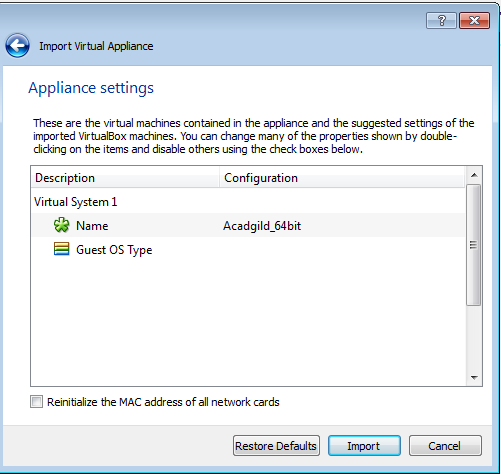 ?
Import Virtual Appliance
Appliance settings
These are the virtual machines contained in the appliance and the suggested settings of the
imported VirtualBox machines. You can change many of the properties shown by double-
clicking on the items and disable others using the check boxes below.
Description Configuration
Virtual System 1
Name Acadgild_64bit
Guest OS Type
Reinitialize the MAC address of all network cards
Restore Defaults Import Cancel